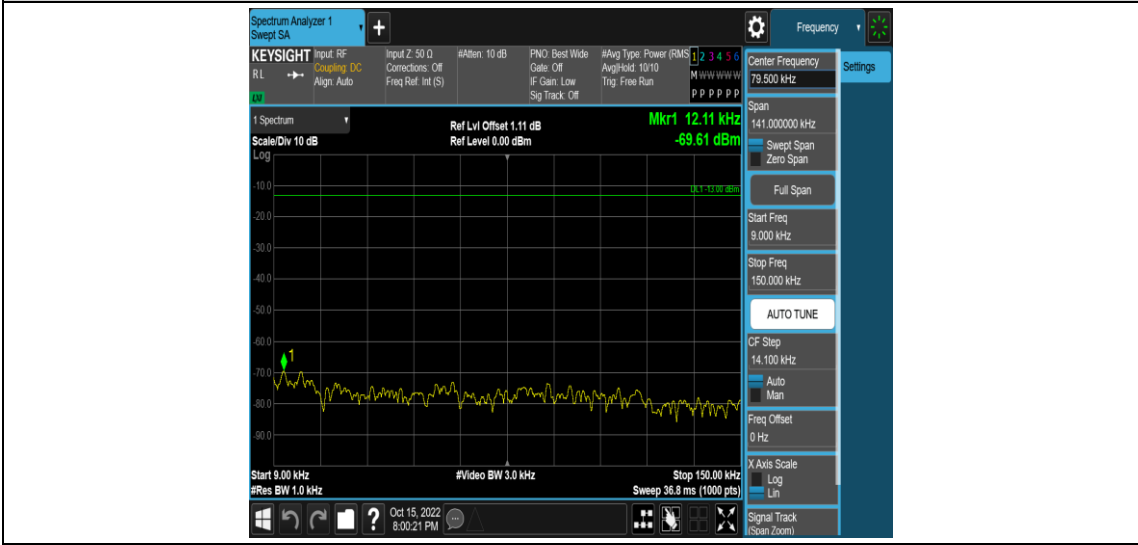 Spectrum Analyzer 1
Swept SA
+
Frequency
KEYSIGHT
RL
LM
Input: RF
Coupling: DC
Align: Auto
Input Z: 50 Ω
Corrections: Off
Freq Ref: Int (S)
#Atten: 10 dB
PNO: Best Wide
Gate: Off
IF Gain: Low
Sig Track: Off
#Avg Type: Power (RMS
Avg|Hold: 10/10
Trig: Free Run
1 2 3 4 5 6
M W W W W W
P P P P P P
1 Spectrum
Scale/Div 10 dB
Log
Ref Lvl Offset 1.11 dB
Ref Level 0.00 dBm
Mkr1 12.11 kHz
-69.61 dBm
DL1 -13.00 dBm
-10.0
-20.0
-30.0
-40.0
-50.0
-60.0
-70.0
-80.0
-90.0
1
Start 9.00 kHz
#Res BW 1.0 kHz
#Video BW 3.0 kHz
Stop 150.00 kHz
Sweep 36.8 ms (1000 pts)
?
Oct 15, 2022
8:00:21 PM
Center Frequency
79.500 kHz
Span
141.000000 kHz
Swept Span
Zero Span
Full Span
Start Freq
9.000 kHz
Stop Freq
150.000 kHz
AUTO TUNE
CF Step
14.100 kHz
Auto
Man
Freq Offset
0 Hz
X Axis Scale
Log
Lin
Signal Track
(Span Zoom)
Settings